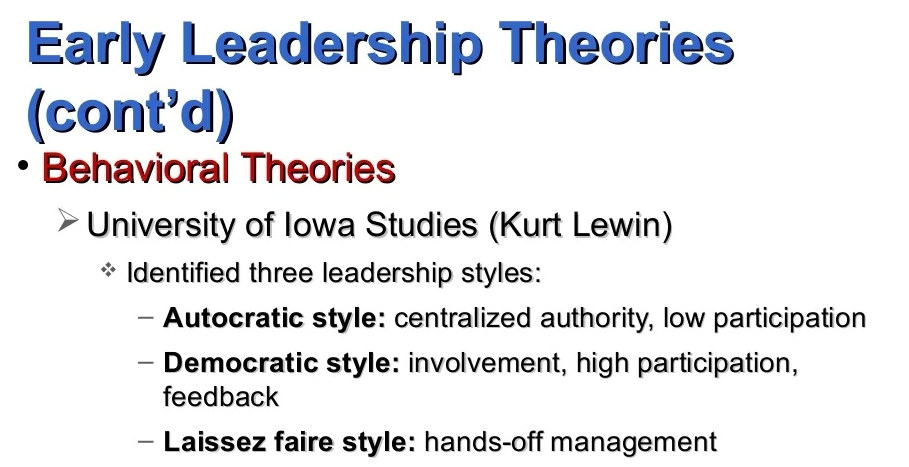 Early Leadership Theories
(cont’d)
• Behavioral Theories
➢ University of Iowa Studies (Kurt Lewin)
❖ Identified three leadership styles:
– Autocratic style: centralized authority, low participation
– Democratic style: involvement, high participation,
feedback
– Laissez faire style: hands-off management